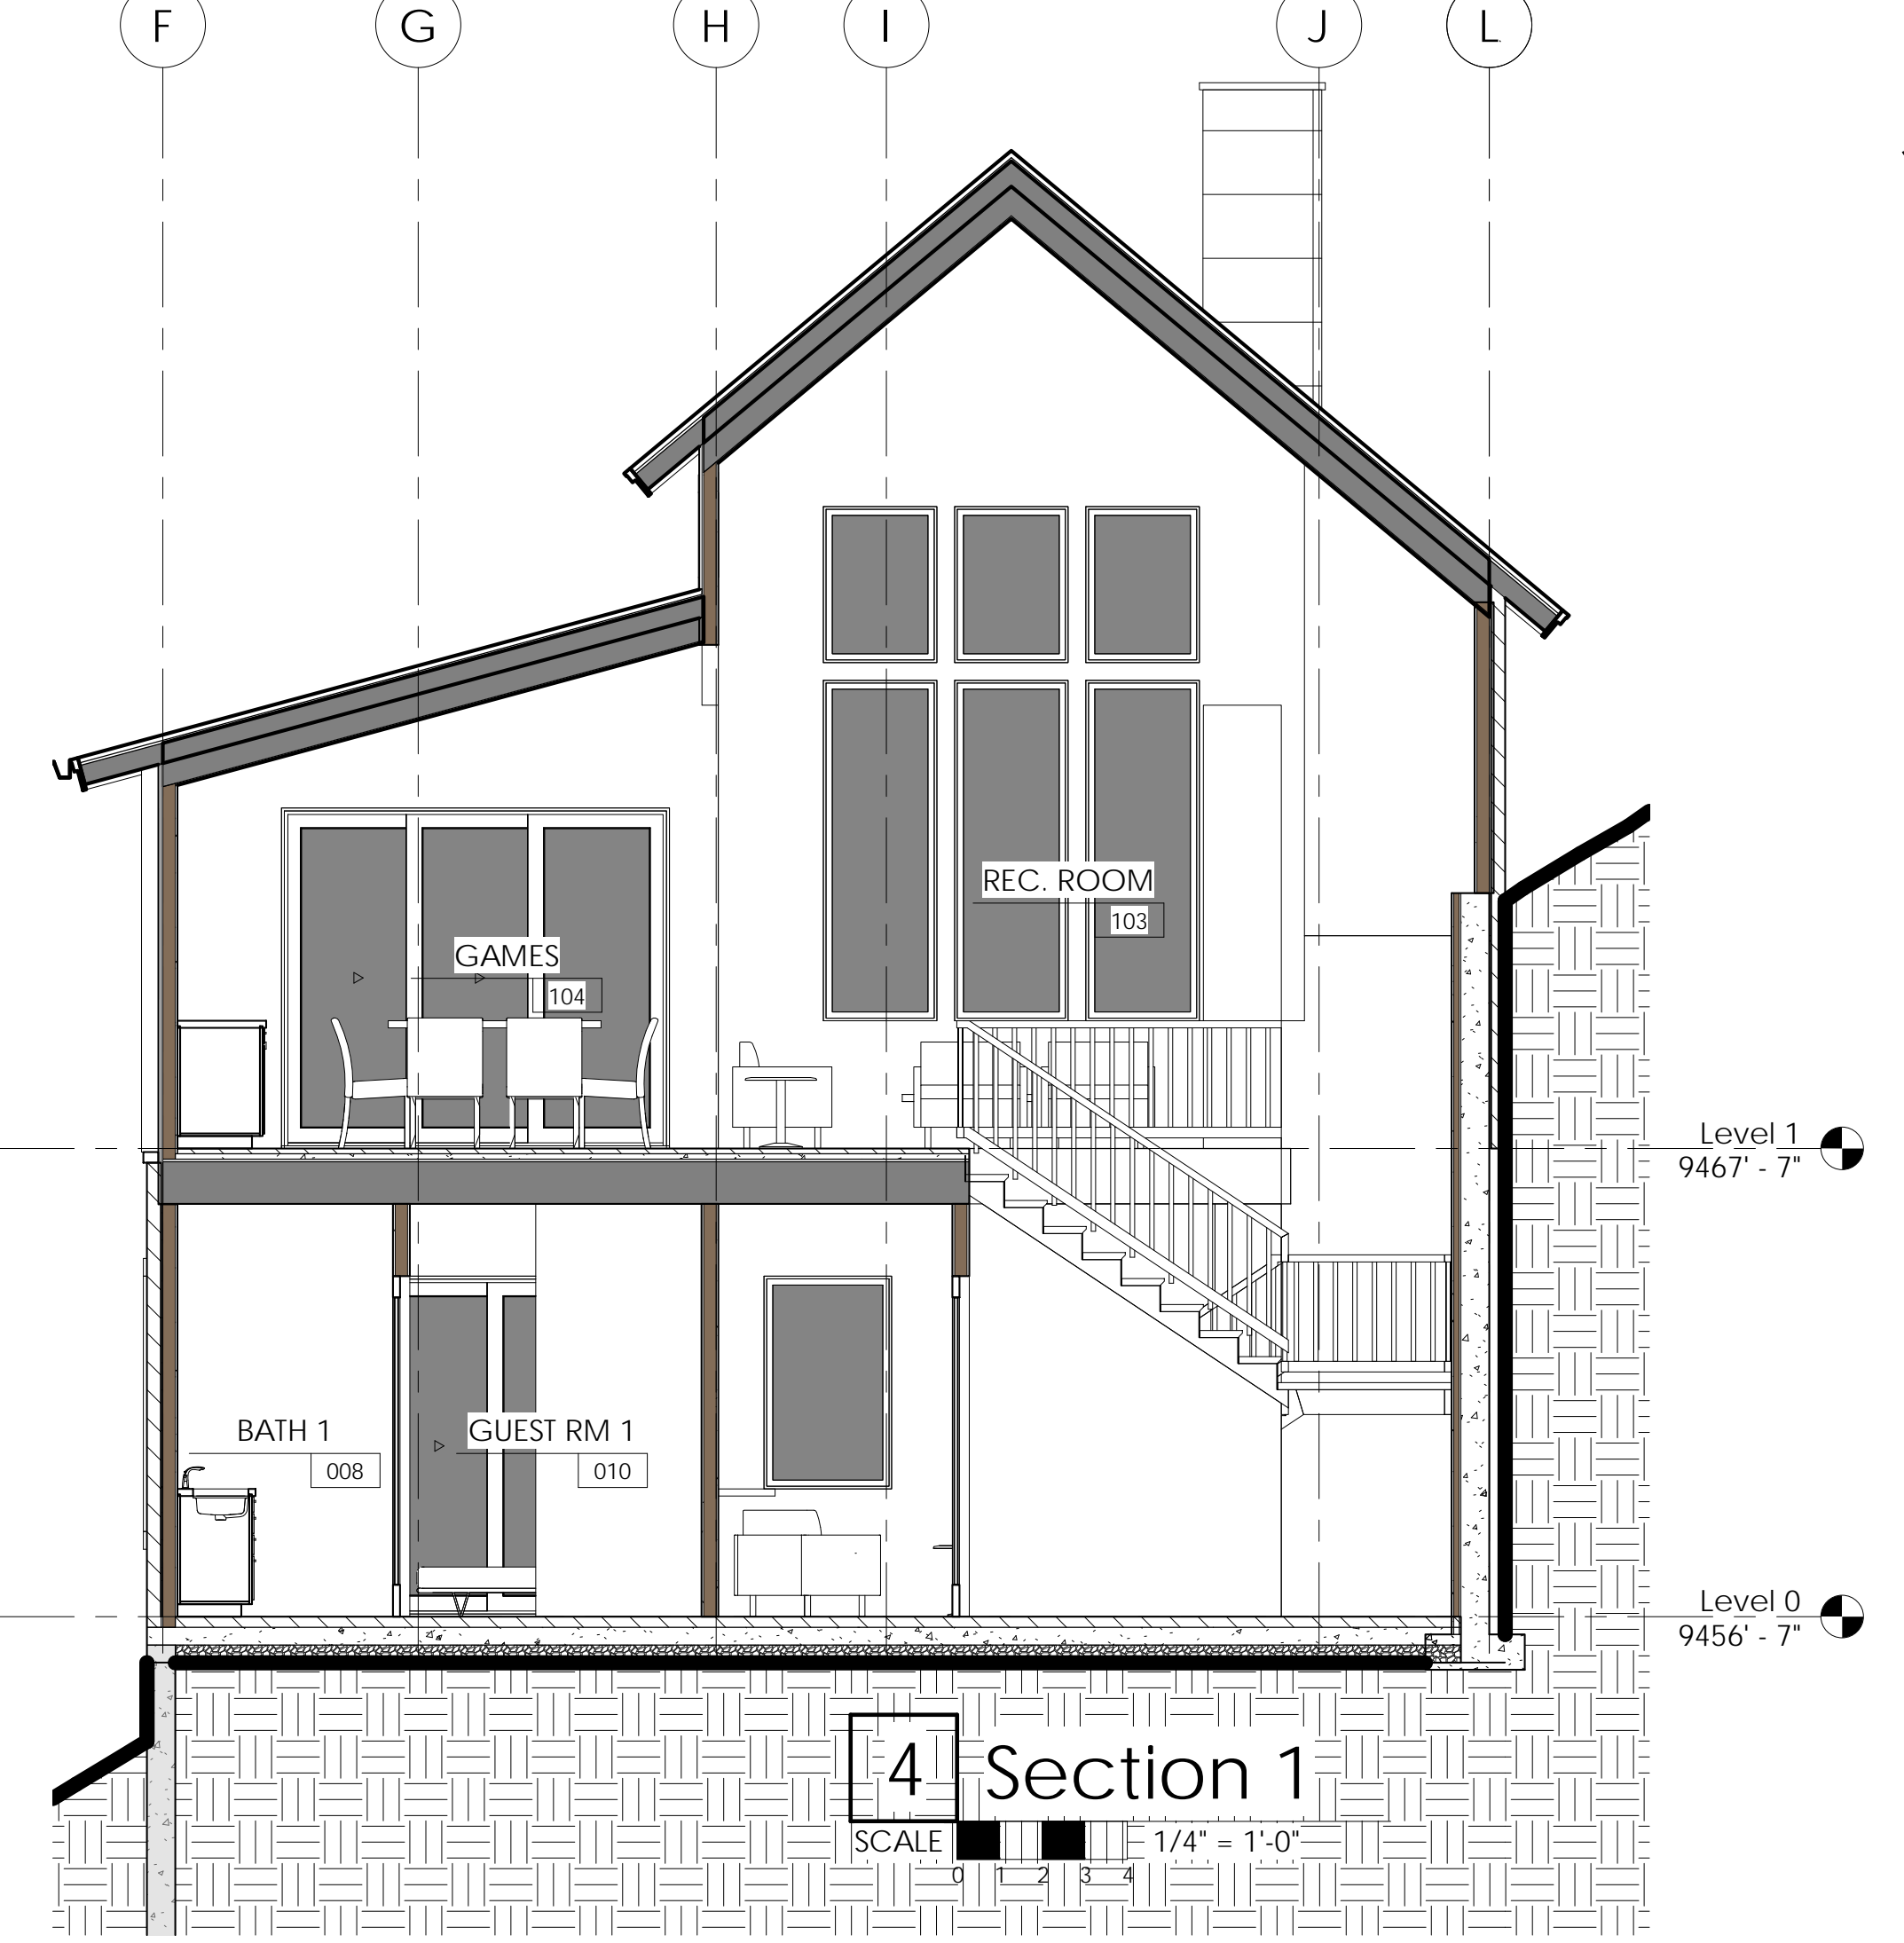 F G H I J L
REC. ROOM
103
GAMES
104
Level 1
9467' - 7"
BATH 1
008
GUEST RM 1
010
Level 0
9456' - 7"
4 Section 1
SCALE 1/4" = 1'-0"
0 1 2 3 4